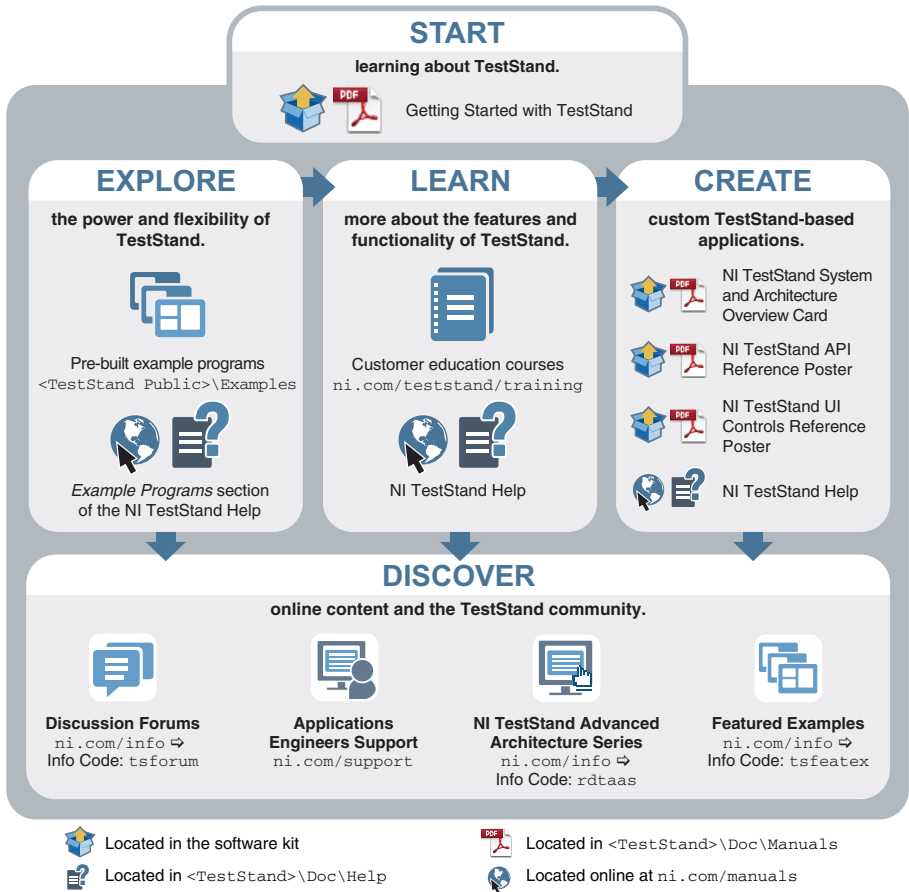 START
learning about TestStand.
PDF
Getting Started with TestStand
EXPLORE
the power and flexibility of
TestStand.
Pre-built example programs
<TestStand Public>\Examples
Example Programs section
of the NI TestStand Help
LEARN
more about the features and
functionality of TestStand.
Customer education courses
ni.com/teststand/training
NI TestStand Help
CREATE
custom TestStand-based
applications.
PDF
NI TestStand System
and Architecture
Overview Card
PDF
NI TestStand API
Reference Poster
PDF
NI TestStand UI
Controls Reference
Poster
NI TestStand Help
DISCOVER
online content and the TestStand community.
Discussion Forums
ni.com/info ⇨
Info Code: tsforum
Applications
Engineers Support
ni.com/support
NI TestStand Advanced
Architecture Series
ni.com/info ⇨
Info Code: rdtaas
Featured Examples
ni.com/info ⇨
Info Code: tsfeatex
Located in the software kit
PDF
Located in <TestStand>\Doc\Manuals
Located in <TestStand>\Doc\Help
Located online at ni.com/manuals